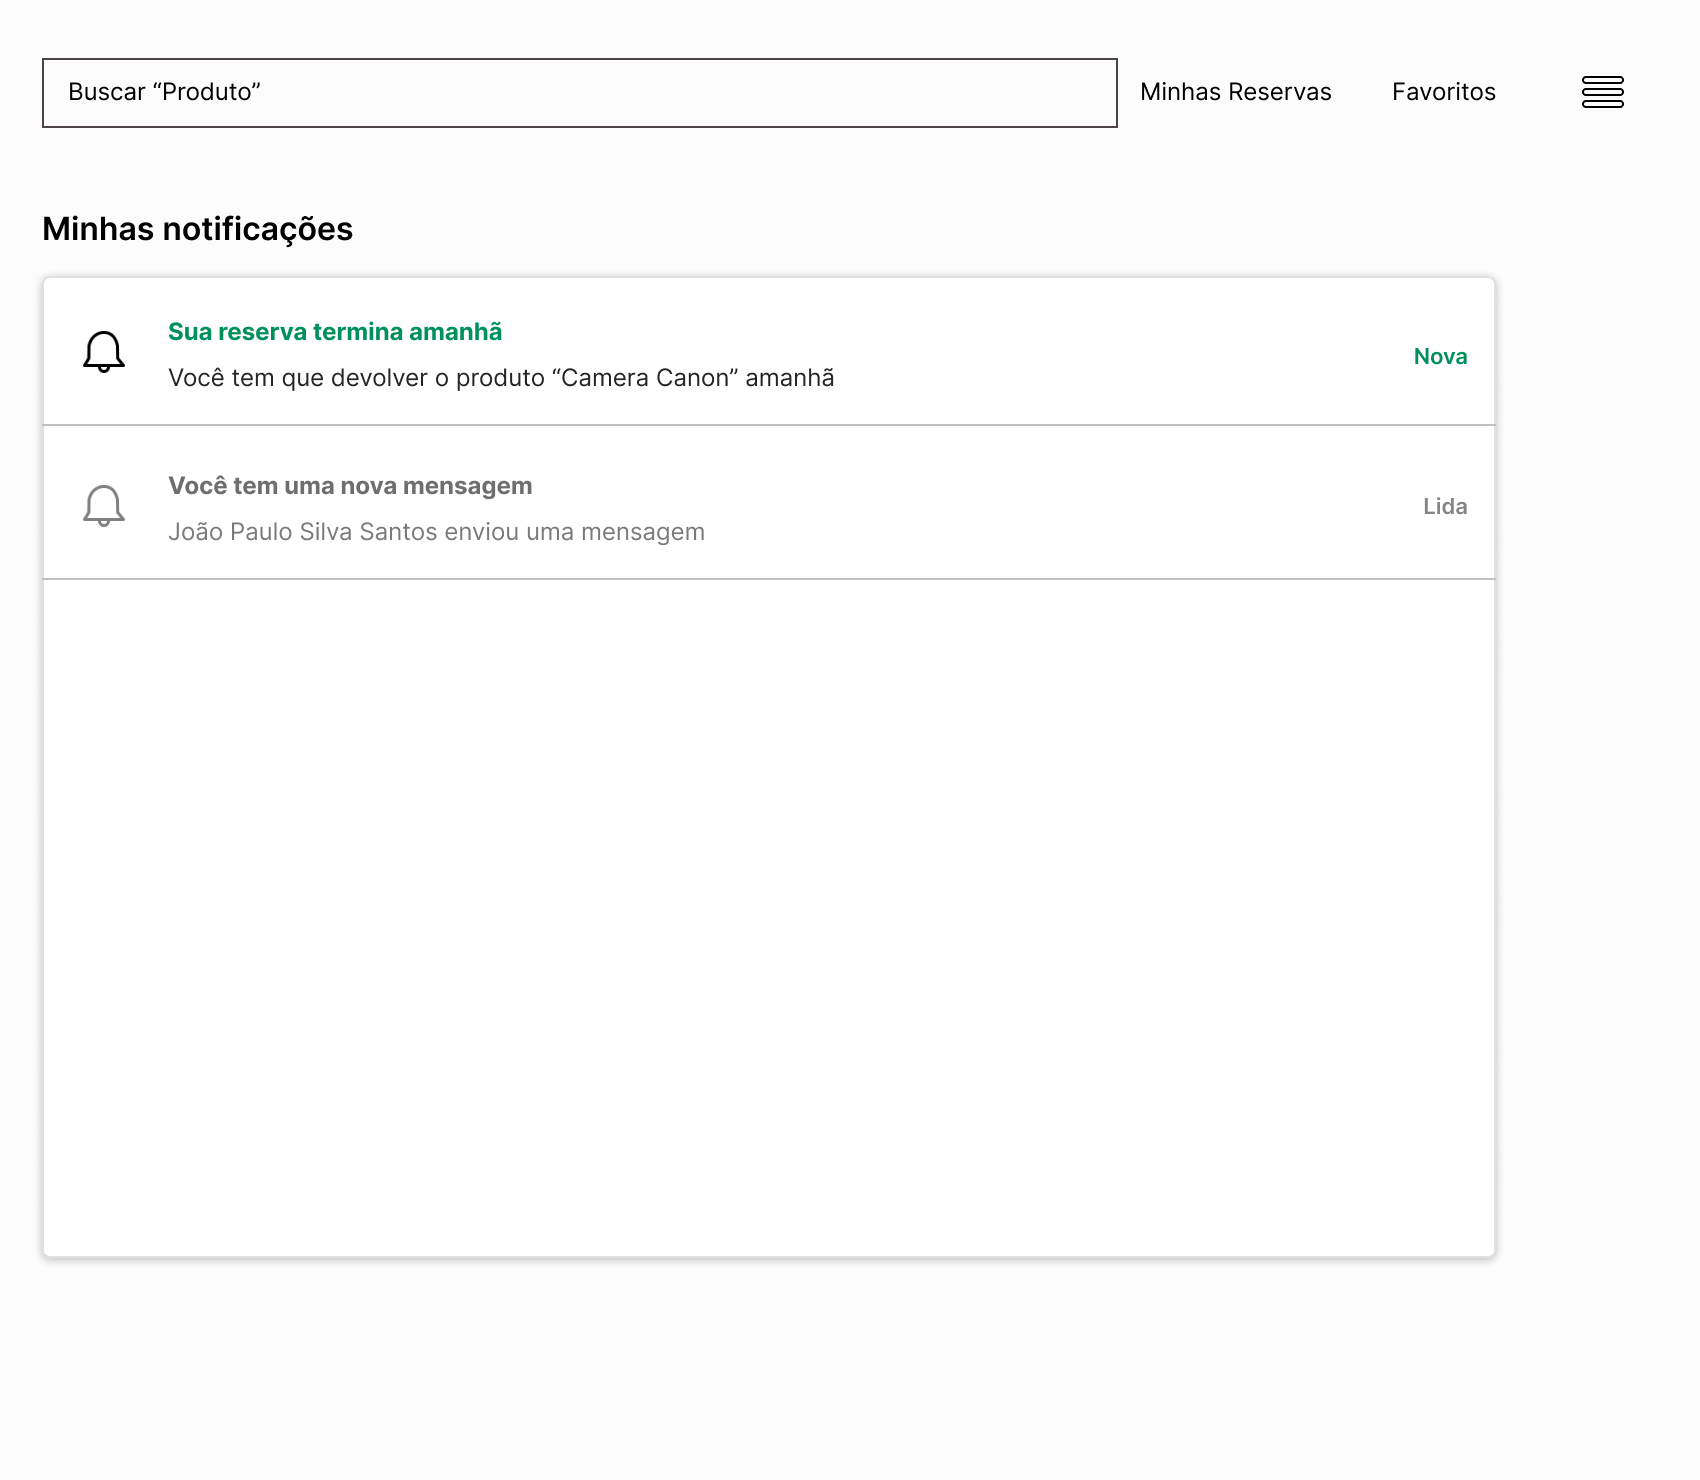 Buscar “Produto”
Minhas Reservas
Favoritos
Minhas notificações
Sua reserva termina amanhã
Você tem que devolver o produto “Camera Canon” amanhã
Nova
Você tem uma nova mensagem
João Paulo Silva Santos enviou uma mensagem
Lida